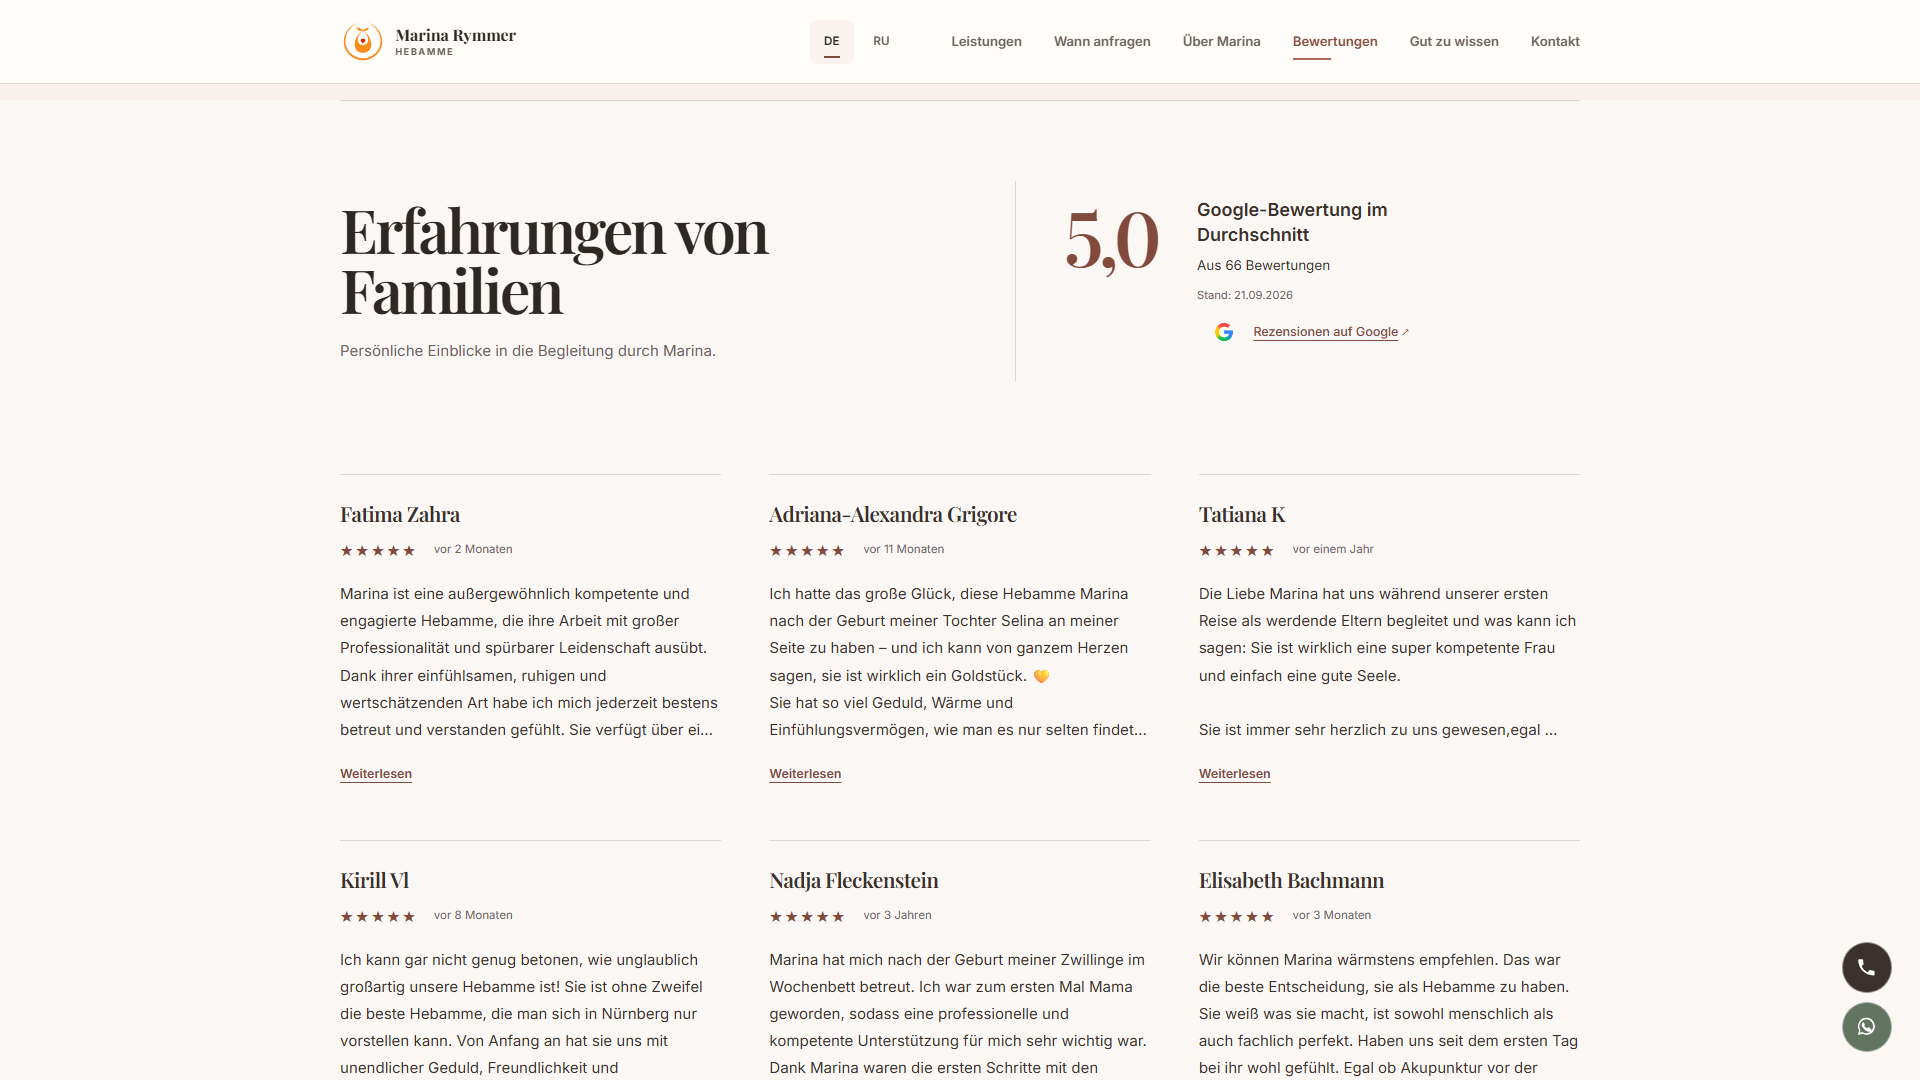 Marina Rymmer
HEBAMME
DE
RU
Leistungen
Wann anfragen
Über Marina
Bewertungen
Gut zu wissen
Kontakt
Erfahrungen von
Familien
Persönliche Einblicke in die Begleitung durch Marina.
5,0
Google-Bewertung im
Durchschnitt
Aus 66 Bewertungen
Stand: 21.09.2026
Rezensionen auf Google ↗
Fatima Zahra
★★★★★ vor 2 Monaten
Marina ist eine außergewöhnlich kompetente und
engagierte Hebamme, die ihre Arbeit mit großer
Professionalität und spürbarer Leidenschaft ausübt.
Dank ihrer einfühlsamen, ruhigen und
wertschätzenden Art habe ich mich jederzeit bestens
betreut und verstanden gefühlt. Sie verfügt über ei…
Weiterlesen
Adriana-Alexandra Grigore
★★★★★ vor 11 Monaten
Ich hatte das große Glück, diese Hebamme Marina
nach der Geburt meiner Tochter Selina an meiner
Seite zu haben – und ich kann von ganzem Herzen
sagen, sie ist wirklich ein Goldstück. 💛
Sie hat so viel Geduld, Wärme und
Einfühlungsvermögen, wie man es nur selten findet…
Weiterlesen
Tatiana K
★★★★★ vor einem Jahr
Die Liebe Marina hat uns während unserer ersten
Reise als werdende Eltern begleitet und was kann ich
sagen: Sie ist wirklich eine super kompetente Frau
und einfach eine gute Seele.
Sie ist immer sehr herzlich zu uns gewesen,egal …
Weiterlesen
Kirill Vl
★★★★★ vor 8 Monaten
Ich kann gar nicht genug betonen, wie unglaublich
großartig unsere Hebamme ist! Sie ist ohne Zweifel
die beste Hebamme, die man sich in Nürnberg nur
vorstellen kann. Von Anfang an hat sie uns mit
unendlicher Geduld, Freundlichkeit und
Nadja Fleckenstein
★★★★★ vor 3 Jahren
Marina hat mich nach der Geburt meiner Zwillinge im
Wochenbett betreut. Ich war zum ersten Mal Mama
geworden, sodass eine professionelle und
kompetente Unterstützung für mich sehr wichtig war.
Dank Marina waren die ersten Schritte mit den
Elisabeth Bachmann
★★★★★ vor 3 Monaten
Wir können Marina wärmstens empfehlen. Das war
die beste Entscheidung, sie als Hebamme zu haben.
Sie weiß was sie macht, ist sowohl menschlich als
auch fachlich perfekt. Haben uns seit dem ersten Tag
bei ihr wohl gefühlt. Egal ob Akupunktur vor der